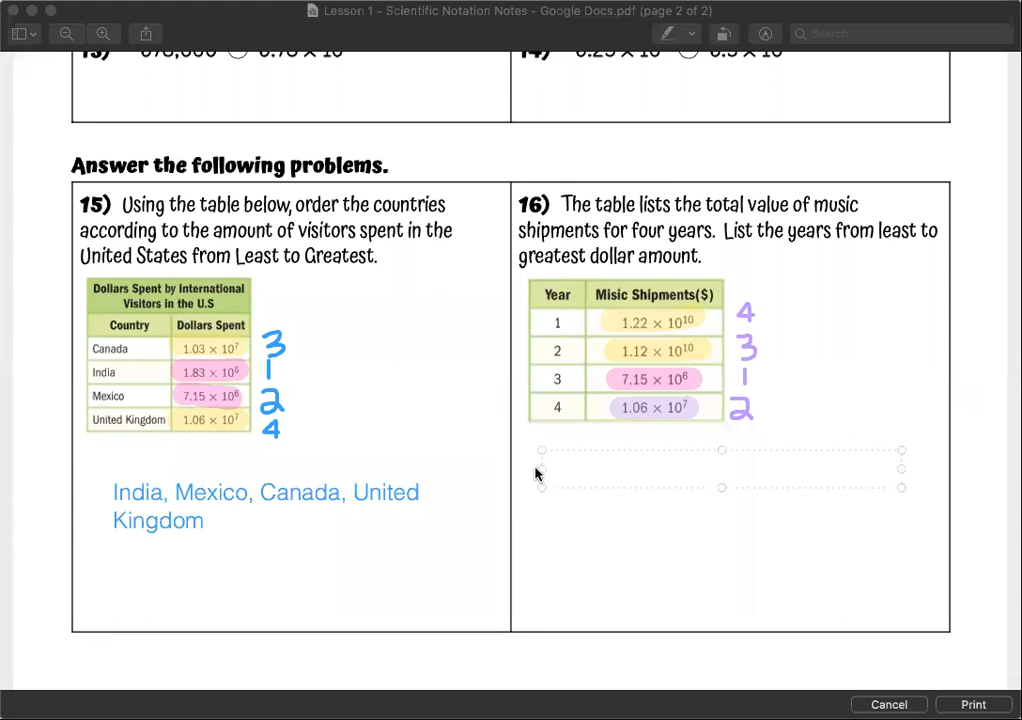 Lesson 1 – Scientific Notation Notes - Google Docs.pdf (page 2 of 2)
Search
Answer the following problems.
15) Using the table below, order the countries
according to the amount of visitors spent in the
United States from Least to Greatest.
Dollars Spent by International
Visitors in the U.S
Country Dollars Spent
Canada 1.03 × 10⁷ 3
India 1.83 × 10⁶ 1
Mexico 7.15 × 10⁶ 2
United Kingdom 1.06 × 10⁷ 4
India, Mexico, Canada, United
Kingdom
16) The table lists the total value of music
shipments for four years. List the years from least to
greatest dollar amount.
Year Misic Shipments($)
1 1.22 × 10¹⁰ 4
2 1.12 × 10¹⁰ 3
3 7.15 × 10⁶ 1
4 1.06 × 10⁷ 2
Cancel
Print